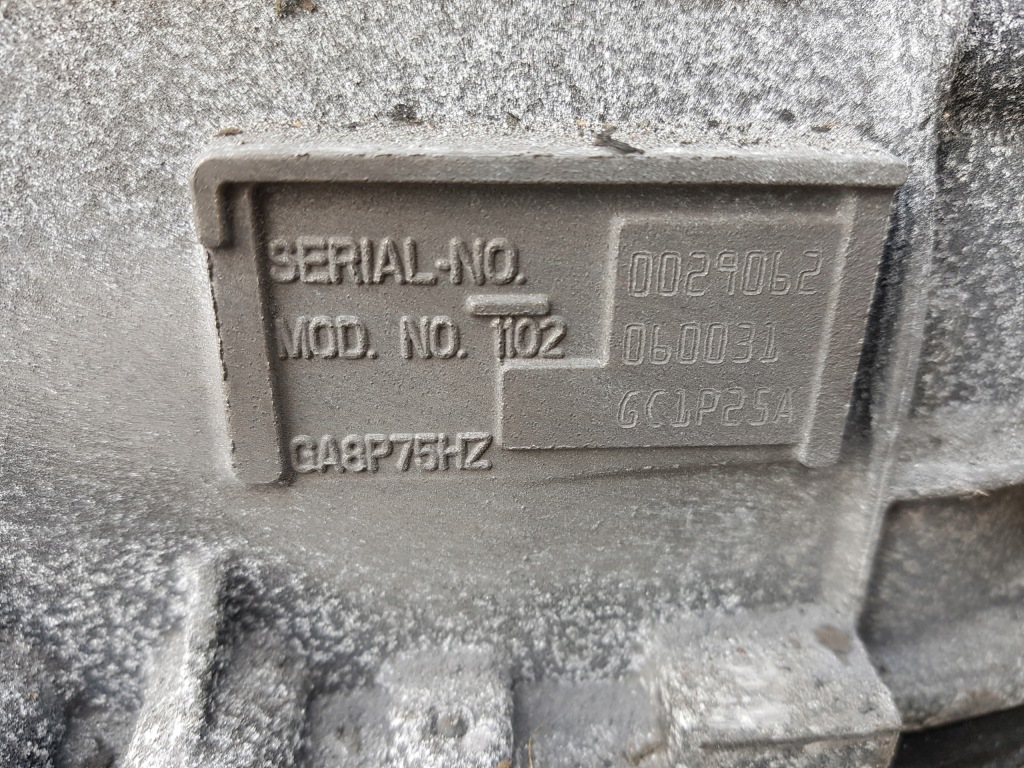 SERIAL-NO. 0029062
MOD. NO. 1102 060031
GA8P75HZ GC1P25A